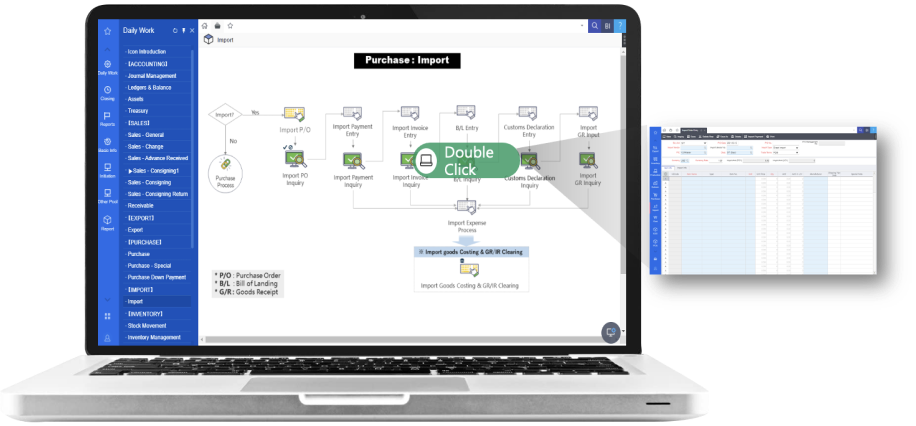 Daily Work
BI
?
Import
Daily Work
Closing
Reports
Basic Info
Initiation
Other Post
Report
Icon Introduction
[ACCOUNTING]
Journal Management
Ledgers & Balance
Assets
Treasury
[SALES]
Sales - General
Sales - Change
Sales - Advance Received
▶Sales - Consigning1
Sales - Consigning
Sales - Consigning Return
Receivable
[EXPORT]
Export
[PURCHASE]
Purchase
Purchase - Special
Purchase Down Payment
[IMPORT]
Import
[INVENTORY]
Stock Movement
Inventory Management
Purchase : Import
Import?
Yes
No
Purchase
Process
Import P/O
Import Payment
Entry
Import Invoice
Entry
B/L Entry
Customs Declaration
Entry
Import
GR Input
Import PO
Inquiry
Import Payment
Inquiry
Import Invoice
Inquiry
B/L Inquiry
Customs Declaration
Inquiry
Import
GR Inquiry
Double
Click
Import Expense
Process
Import goods Costing & GR/IR Clearing
Import Goods Costing & GR/IR Clearing
* P/O : Purchase Order
* B/L : Bill of Landing
* G/R : Goods Receipt